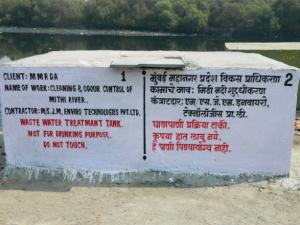 1
CLIENT: M M R D A
NAME OF WORK: CLEANING & ODOUR CONTROL OF
MITHI RIVER.
CONTRACTOR: M/S J.M. ENVIRO TECHNOLOGIES PVT. LTD.
WASTE WATER TREATMANT TANK.
NOT FOR DRINKING PURPOSE.
DO NOT TOUCH.
2
मुंबई महानगर प्रदेश विकास प्राधिकरण
कामाचे नाव: मिठी नदी शुद्धीकरण
कंत्राटदार: एम/एस. जे. एम. इनवायरो.
टेक्नॉलॉजीस प्रा. ली.
घाणपाणी प्रक्रिया टाकी.
कृपया हात लावू नये.
हे पाणी पिण्यायोग्य नाही.